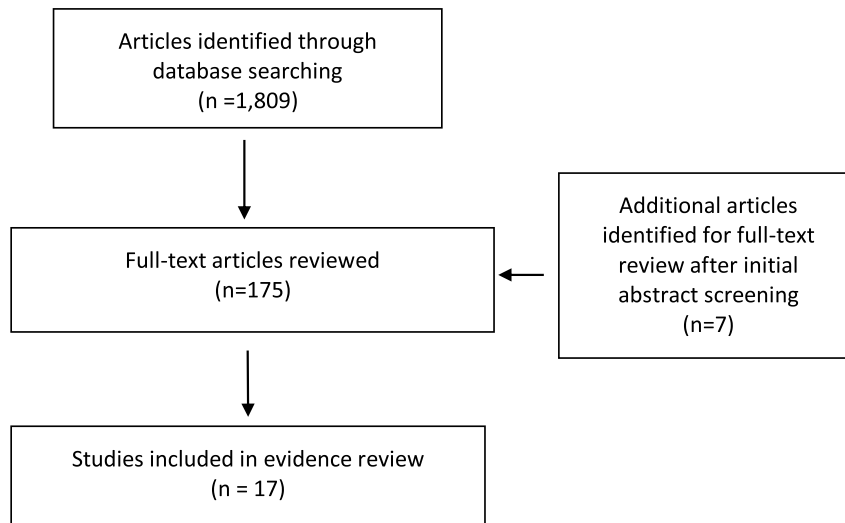 Articles identified through
database searching
(n =1,809)
Additional articles
identified for full-text
review after initial
abstract screening
(n=7)
Full-text articles reviewed
(n=175)
Studies included in evidence review
(n = 17)